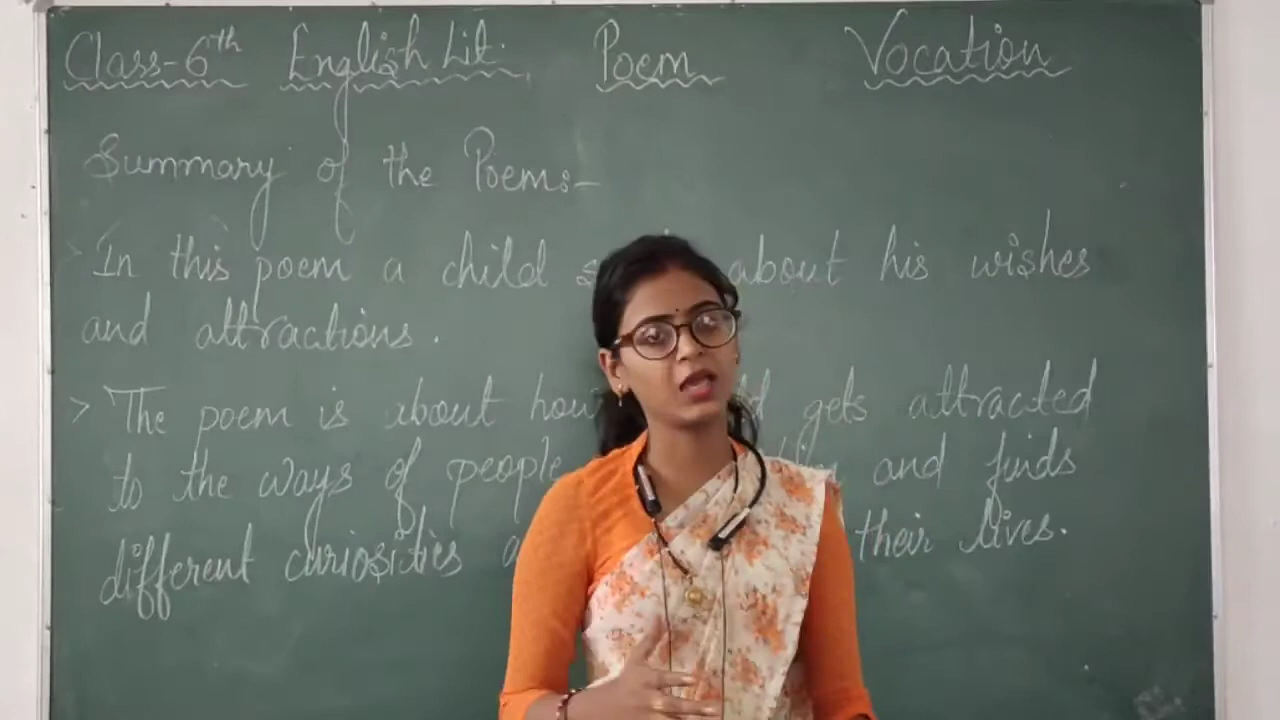 Class-6th English Lit. Poem Vocation
Summary of the Poem:-
In this poem a child about his wishes
and attractions.
> The poem is about how gets attracted
to the ways of people and finds
different curiosities their lives.